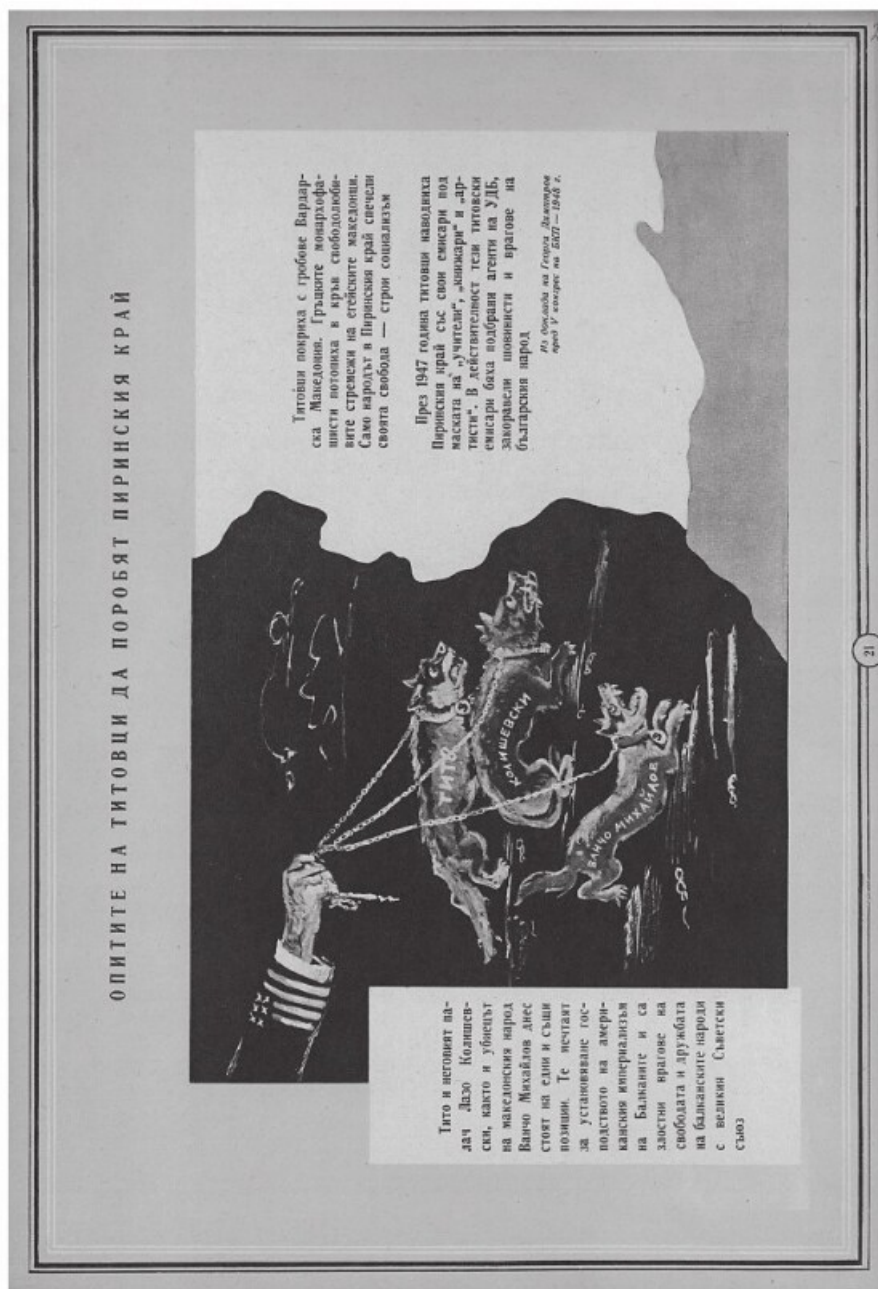 ОПИТИТЕ НА ТИТОВЦИ ДА ПОРОБЯТ ПИРИНСКИЯ КРАЙ
Титовци покриха с гробове Вардар-
ска Македония. Гръцките монархофа-
шисти потопиха в кръв свободолюби-
вите стремежи на егейските македонци.
Само народът в Пиринския край спечели
своята свобода — строи социализъм
През 1947 година титовци наводниха
Пиринския край със свои емисари под
маската на „учители“, „книжари“ и „ар-
тисти“. В действителност тези титовски
емисари бяха подбрани агенти на УДБ,
закоравели шовинисти и врагове на
българския народ
Из доклада на Георги Димитров
пред V конгрес на БКП — 1948 г.
ТИТО
КОЛИШЕВСКИ
ВАНЧО МИХАЙЛОВ
Тито и неговият па-
лач Лазо Колишев-
ски, както и убиецът
на македонския народ
Ванчо Михайлов днес
стоят на едни и същи
позиции. Те мечтаят
за установяване гос-
подството на амери-
канския империализъм
на Балканите и са
злостни врагове на
свободата и дружбата
на балканските народи
с великия Съветски
съюз
21